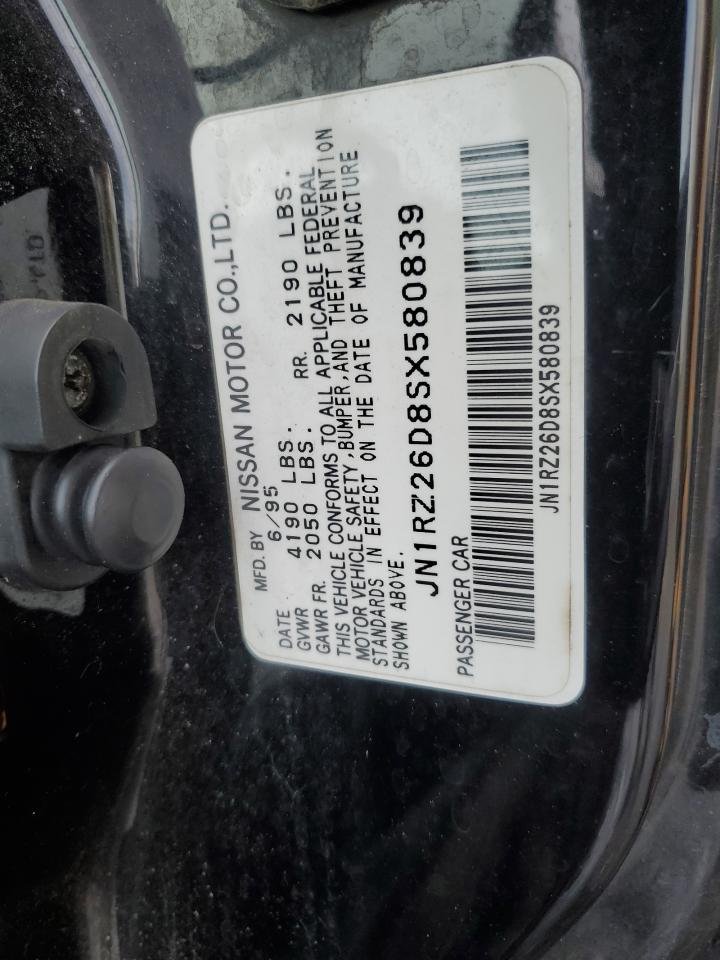 MFD. BY NISSAN MOTOR CO.,LTD.
DATE 6/95
GVWR 4190 LBS.
GAWR FR. 2050 LBS. RR. 2190 LBS.
THIS VEHICLE CONFORMS TO ALL APPLICABLE FEDERAL
MOTOR VEHICLE SAFETY,BUMPER,AND THEFT PREVENTION
STANDARDS IN EFFECT ON THE DATE OF MANUFACTURE
SHOWN ABOVE.
JN1RZ26D8SX580839
PASSENGER CAR
JN1RZ26D8SX580839